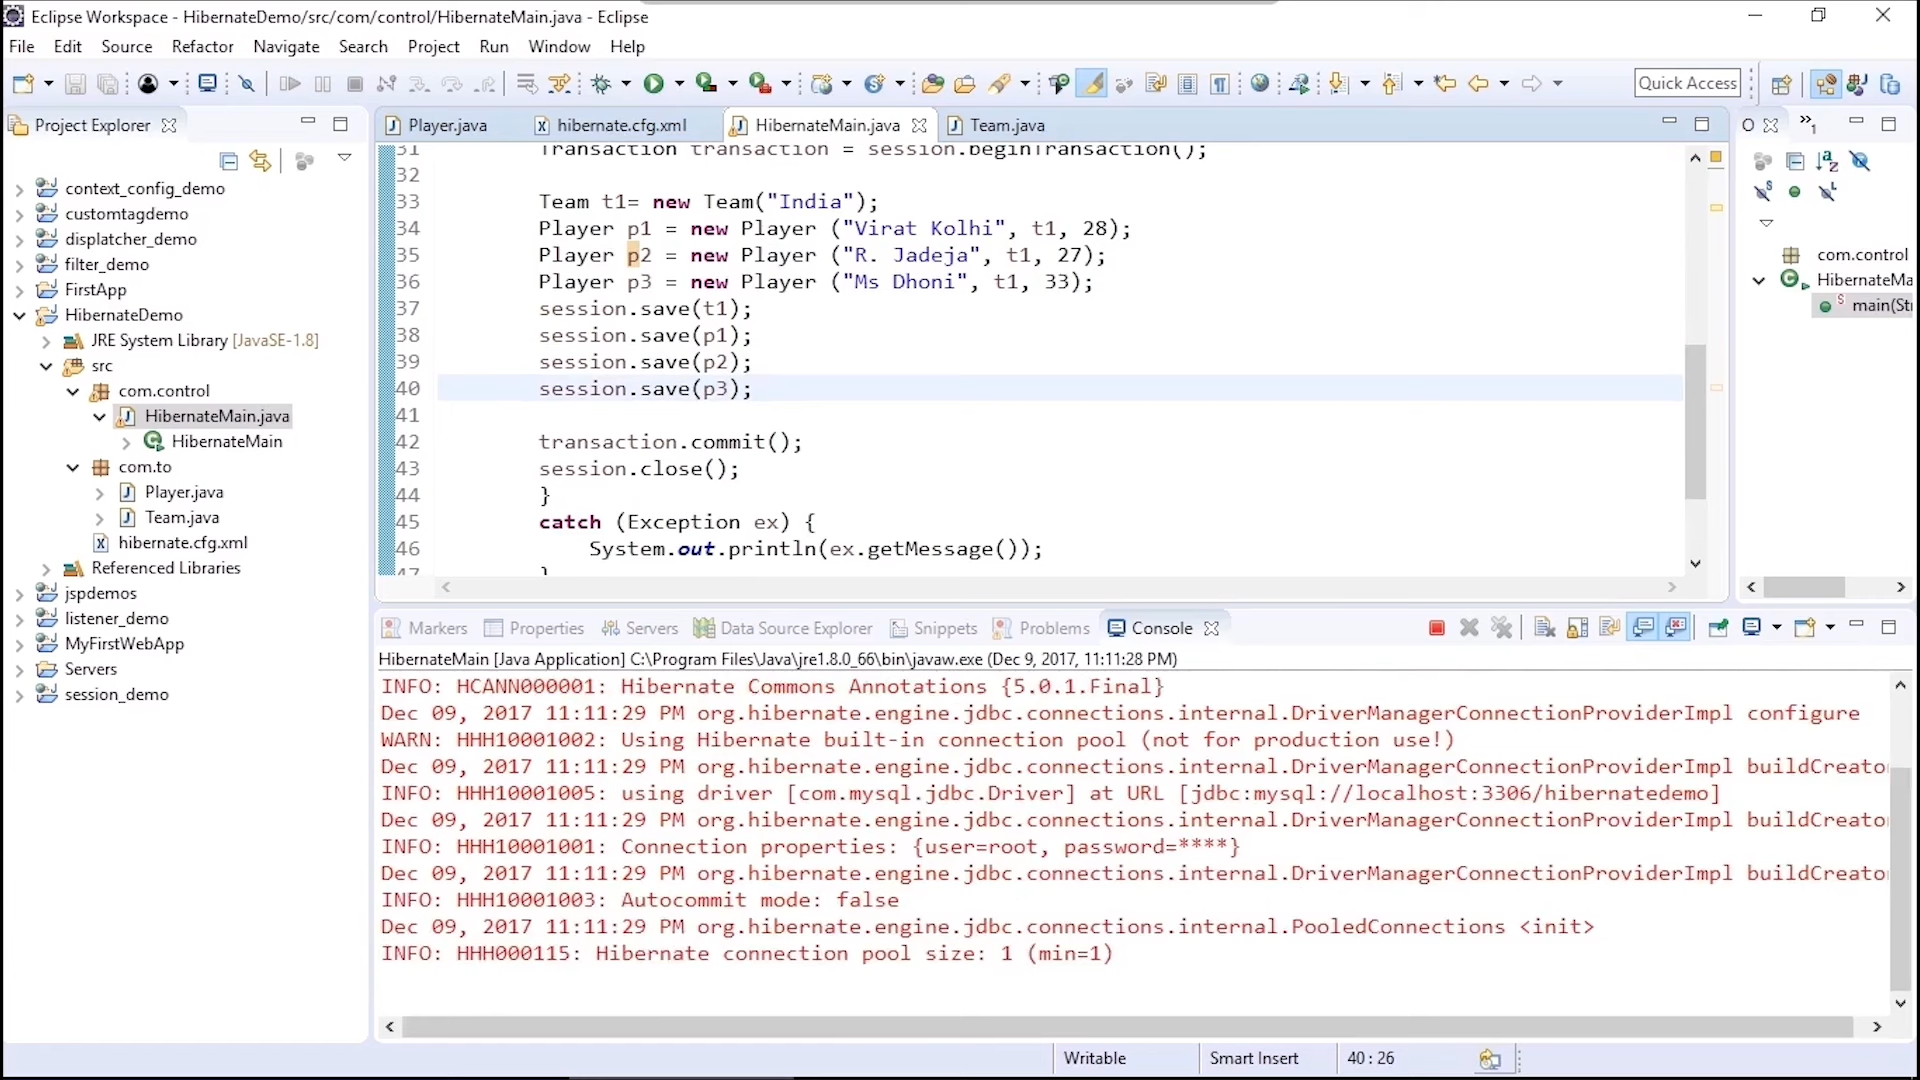 Eclipse Workspace - HibernateDemo/src/com/control/HibernateMain.java - Eclipse
File Edit Source Refactor Navigate Search Project Run Window Help
Quick Access
Project Explorer
Player.java hibernate.cfg.xml HibernateMain.java Team.java
O »1
context_config_demo
customtagdemo
displatcher_demo
filter_demo
FirstApp
HibernateDemo
JRE System Library [JavaSE-1.8]
src
com.control
HibernateMain.java
HibernateMain
com.to
Player.java
Team.java
hibernate.cfg.xml
Referenced Libraries
jspdemos
listener_demo
MyFirstWebApp
Servers
session_demo
31 Transaction transaction = session.beginTransaction();
32
33 Team t1= new Team("India");
34 Player p1 = new Player ("Virat Kolhi", t1, 28);
35 Player p2 = new Player ("R. Jadeja", t1, 27);
36 Player p3 = new Player ("Ms Dhoni", t1, 33);
37 session.save(t1);
38 session.save(p1);
39 session.save(p2);
40 session.save(p3);
41
42 transaction.commit();
43 session.close();
44 }
45 catch (Exception ex) {
46 System.out.println(ex.getMessage());
47 }
com.control
HibernateMa
main(Stri
Markers Properties Servers Data Source Explorer Snippets Problems Console
HibernateMain [Java Application] C:\Program Files\Java\jre1.8.0_66\bin\javaw.exe (Dec 9, 2017, 11:11:28 PM)
INFO: HCANN000001: Hibernate Commons Annotations {5.0.1.Final}
Dec 09, 2017 11:11:29 PM org.hibernate.engine.jdbc.connections.internal.DriverManagerConnectionProviderImpl configure
WARN: HHH10001002: Using Hibernate built-in connection pool (not for production use!)
Dec 09, 2017 11:11:29 PM org.hibernate.engine.jdbc.connections.internal.DriverManagerConnectionProviderImpl buildCreato
INFO: HHH10001005: using driver [com.mysql.jdbc.Driver] at URL [jdbc:mysql://localhost:3306/hibernatedemo]
Dec 09, 2017 11:11:29 PM org.hibernate.engine.jdbc.connections.internal.DriverManagerConnectionProviderImpl buildCreato
INFO: HHH10001001: Connection properties: {user=root, password=****}
Dec 09, 2017 11:11:29 PM org.hibernate.engine.jdbc.connections.internal.DriverManagerConnectionProviderImpl buildCreato
INFO: HHH10001003: Autocommit mode: false
Dec 09, 2017 11:11:29 PM org.hibernate.engine.jdbc.connections.internal.PooledConnections <init>
INFO: HHH000115: Hibernate connection pool size: 1 (min=1)
Writable Smart Insert 40 : 26